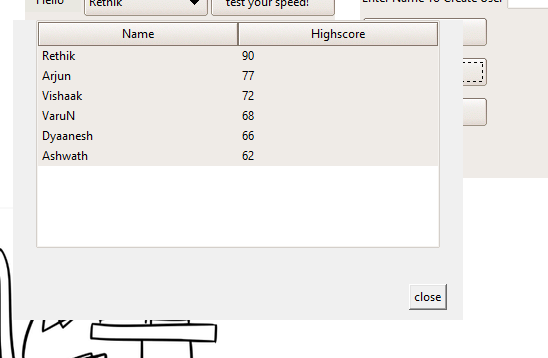 Hello Rethik test your speed! Enter Name To Create User
Name Highscore
Rethik 90
Arjun 77
Vishaak 72
VaruN 68
Dyaanesh 66
Ashwath 62
close